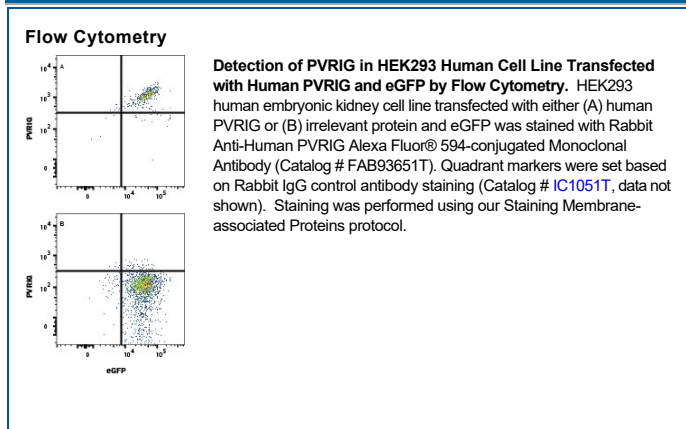 Flow Cytometry
A
10⁴
10³
10²
0
PVRIG
0 10⁴ 10⁵
B
10⁴
10³
10²
0
PVRIG
0 10⁴ 10⁵
eGFP
Detection of PVRIG in HEK293 Human Cell Line Transfected
with Human PVRIG and eGFP by Flow Cytometry. HEK293
human embryonic kidney cell line transfected with either (A) human
PVRIG or (B) irrelevant protein and eGFP was stained with Rabbit
Anti-Human PVRIG Alexa Fluor® 594-conjugated Monoclonal
Antibody (Catalog # FAB93651T). Quadrant markers were set based
on Rabbit IgG control antibody staining (Catalog # IC1051T, data not
shown). Staining was performed using our Staining Membrane-
associated Proteins protocol.